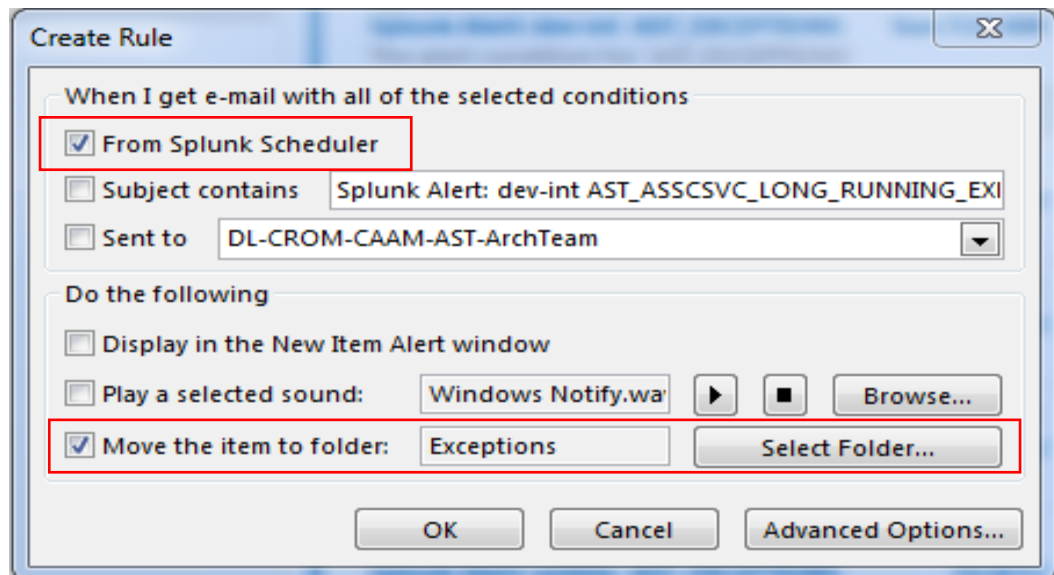 Create Rule
When I get e-mail with all of the selected conditions
From Splunk Scheduler
Subject contains Splunk Alert: dev-int AST_ASSCSVC_LONG_RUNNING_EXI
Sent to DL-CROM-CAAM-AST-ArchTeam
Do the following
Display in the New Item Alert window
Play a selected sound: Windows Notify.wa Browse...
Move the item to folder: Exceptions Select Folder...
OK Cancel Advanced Options...